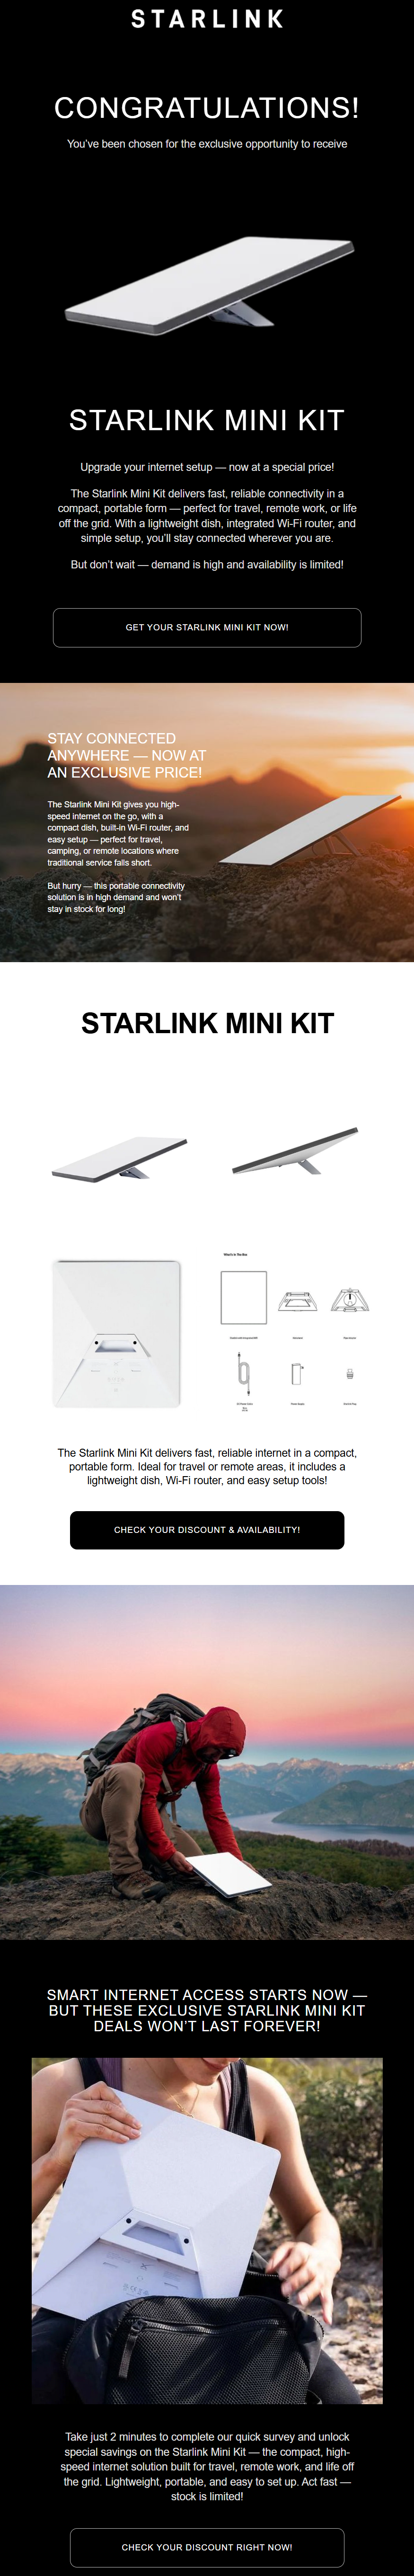 STARLINK
CONGRATULATIONS!
You've been chosen for the exclusive opportunity to receive
STARLINK MINI KIT
Upgrade your internet setup — now at a special price!
The Starlink Mini Kit delivers fast, reliable connectivity in a
compact, portable form — perfect for travel, remote work, or life
off the grid. With a lightweight dish, integrated Wi-Fi router, and
simple setup, you'll stay connected wherever you are.
But don't wait — demand is high and availability is limited!
GET YOUR STARLINK MINI KIT NOW!
STAY CONNECTED
ANYWHERE — NOW AT
AN EXCLUSIVE PRICE!
The Starlink Mini Kit gives you high-
speed internet on the go, with a
compact dish, built-in Wi-Fi router, and
easy setup — perfect for travel,
camping, or remote locations where
traditional service falls short.
But hurry — this portable connectivity
solution is in high demand and won't
stay in stock for long!
STARLINK MINI KIT
What's in the Box
The Starlink Mini Kit delivers fast, reliable internet in a compact,
portable form. Ideal for travel or remote areas, it includes a
lightweight dish, Wi-Fi router, and easy setup tools!
CHECK YOUR DISCOUNT & AVAILABILITY!
SMART INTERNET ACCESS STARTS NOW —
BUT THESE EXCLUSIVE STARLINK MINI KIT
DEALS WON'T LAST FOREVER!
Take just 2 minutes to complete our quick survey and unlock
special savings on the Starlink Mini Kit — the compact, high-
speed internet solution built for travel, remote work, and life off
the grid. Lightweight, portable, and easy to set up. Act fast —
stock is limited!
CHECK YOUR DISCOUNT RIGHT NOW!